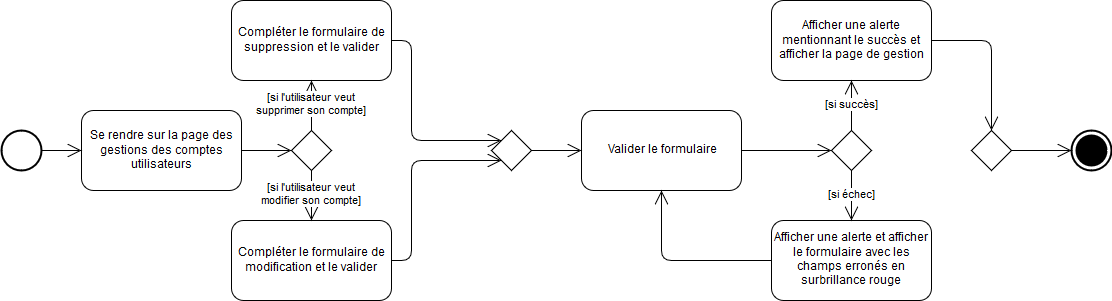 Se rendre sur la page des
gestions des comptes
utilisateurs
Compléter le formulaire de
suppression et le valider
[si l'utilisateur veut
supprimer son compte]
[si l'utilisateur veut
modifier son compte]
Compléter le formulaire de
modification et le valider
Valider le formulaire
Afficher une alerte
mentionnant le succès et
afficher la page de gestion
[si succès]
[si échec]
Afficher une alerte et afficher
le formulaire avec les
champs erronés en
surbrillance rouge